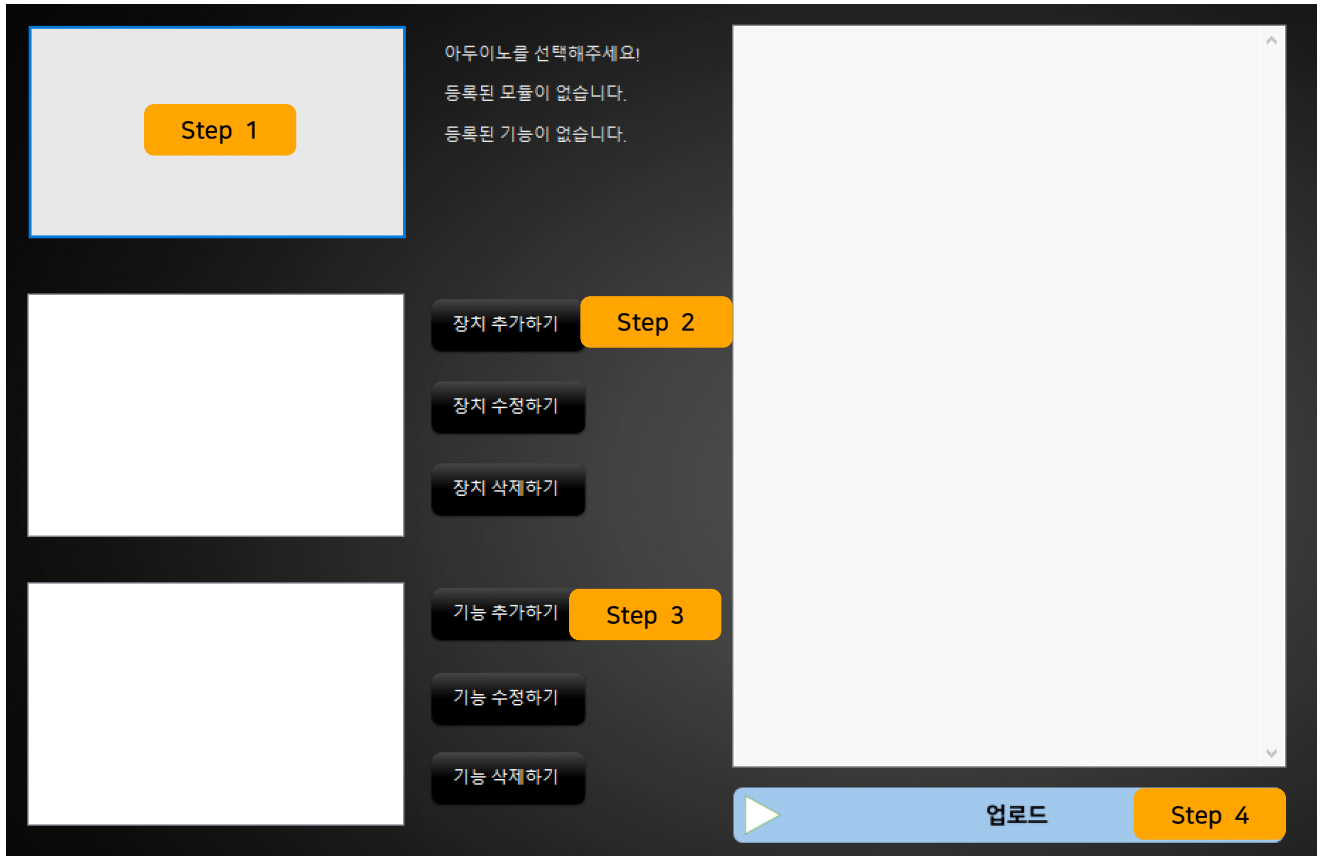 Step 1
아두이노를 선택해주세요!
등록된 모듈이 없습니다.
등록된 기능이 없습니다.
장치 추가하기
Step 2
장치 수정하기
장치 삭제하기
기능 추가하기
Step 3
기능 수정하기
기능 삭제하기
업로드
Step 4